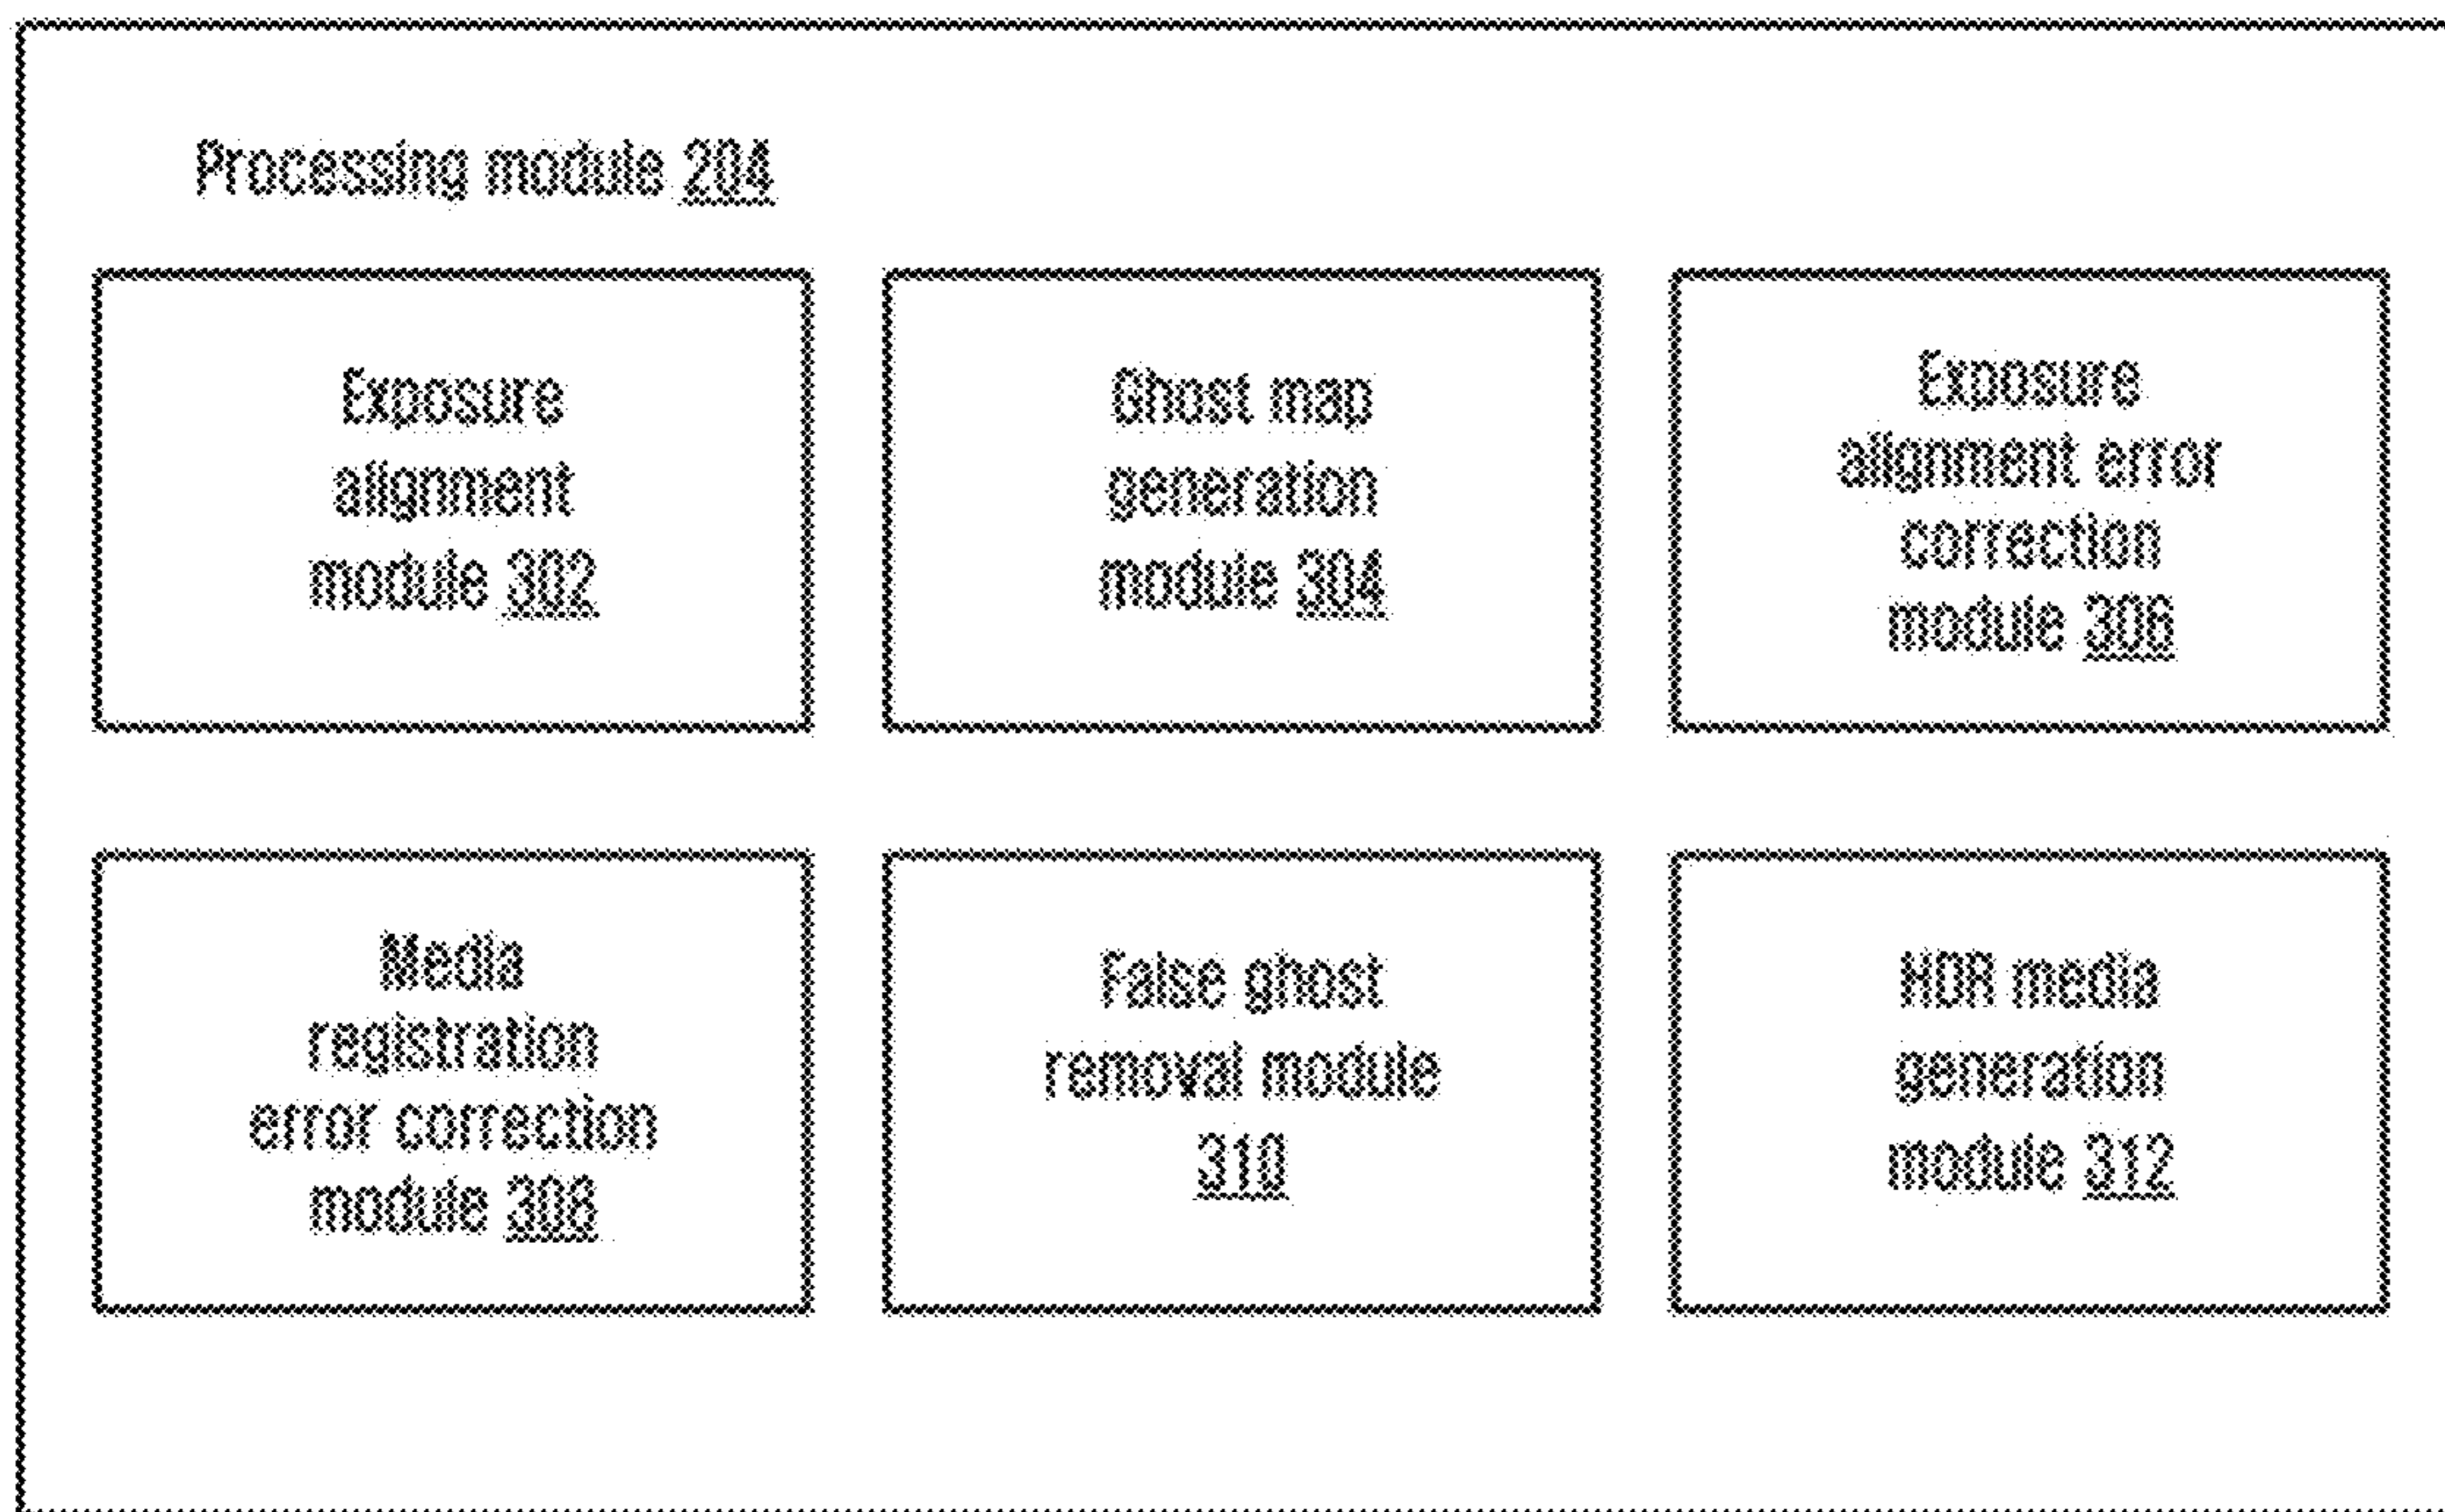 Processing module 204
Exposure
alignment
module 302
Ghost map
generation
module 304
Exposure
alignment error
correction
module 306
Media
registration
error correction
module 308
False ghost
removal module
310
HDR media
generation
module 312